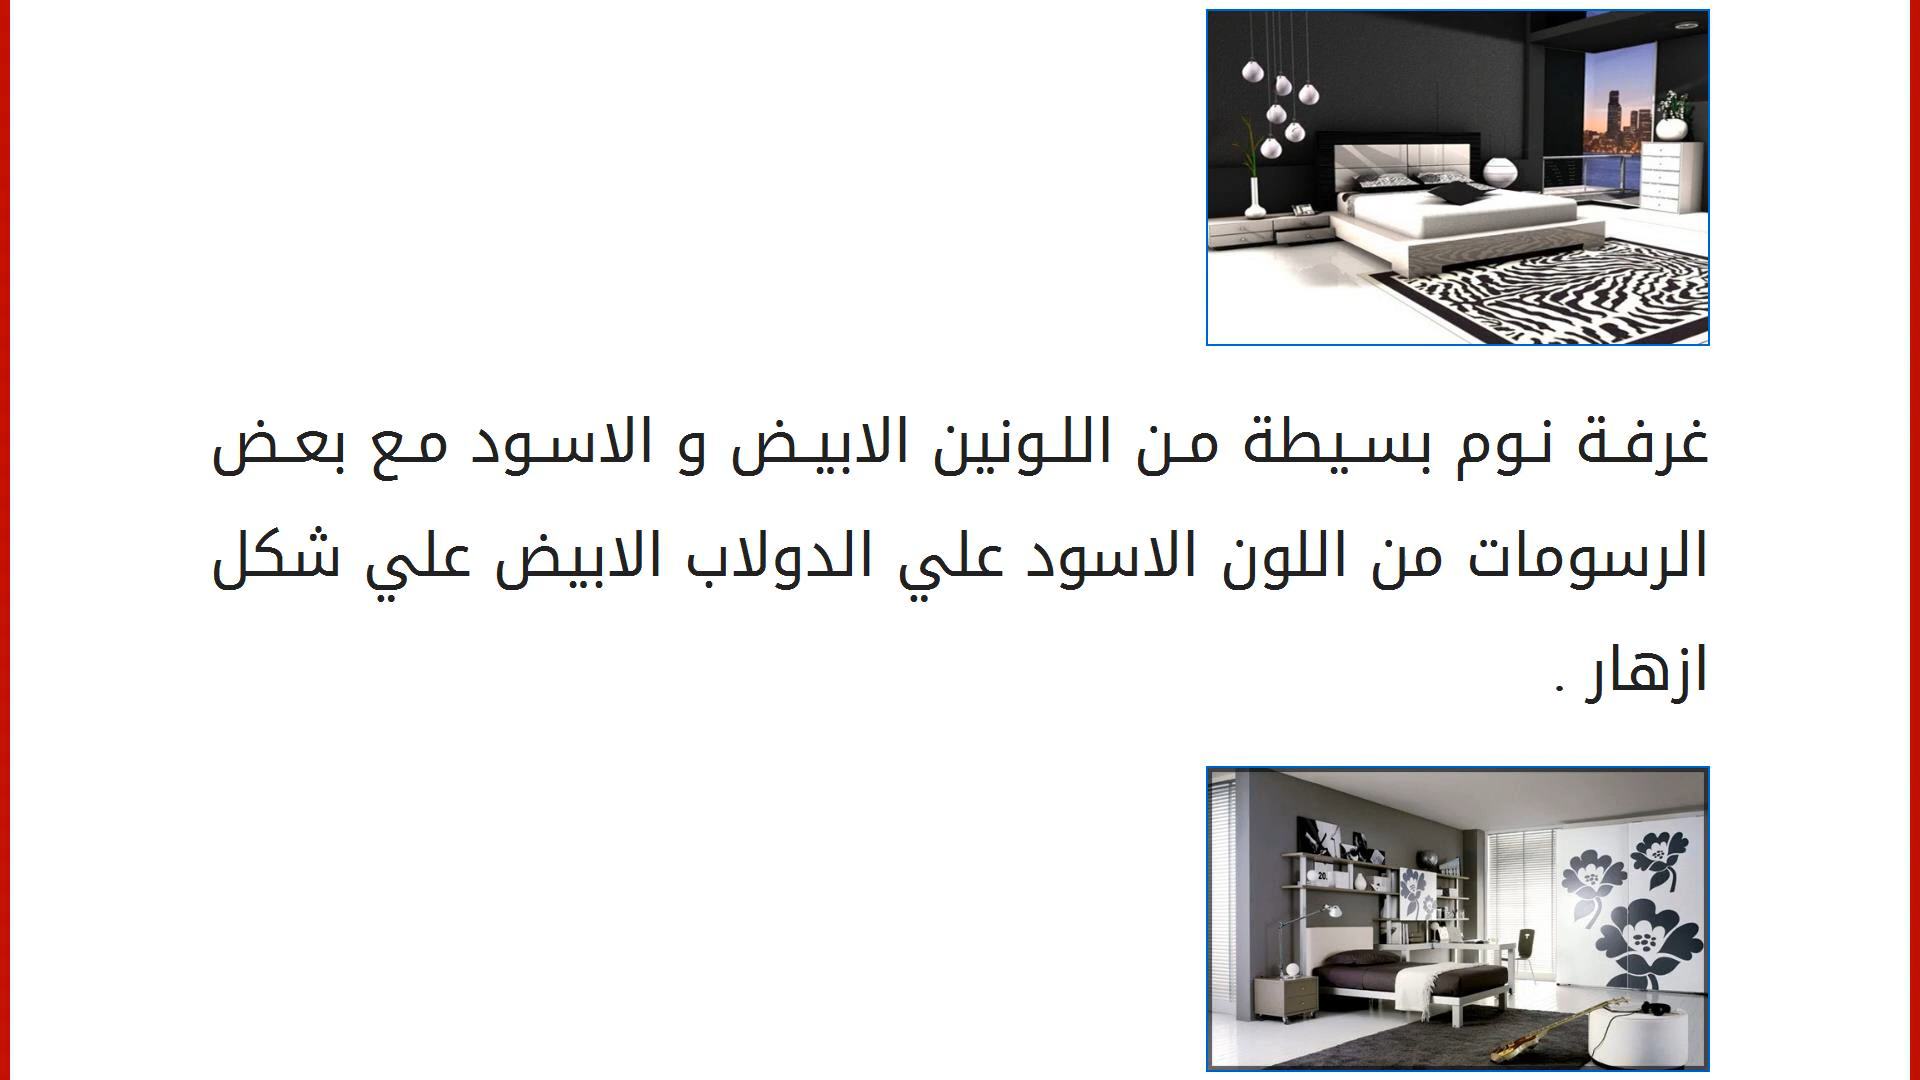 غرفة نوم بسيطة من اللونين الابيض و الاسود مع بعض
الرسومات من اللون الاسود علي الدولاب الابيض علي شكل
ازهار .
20.